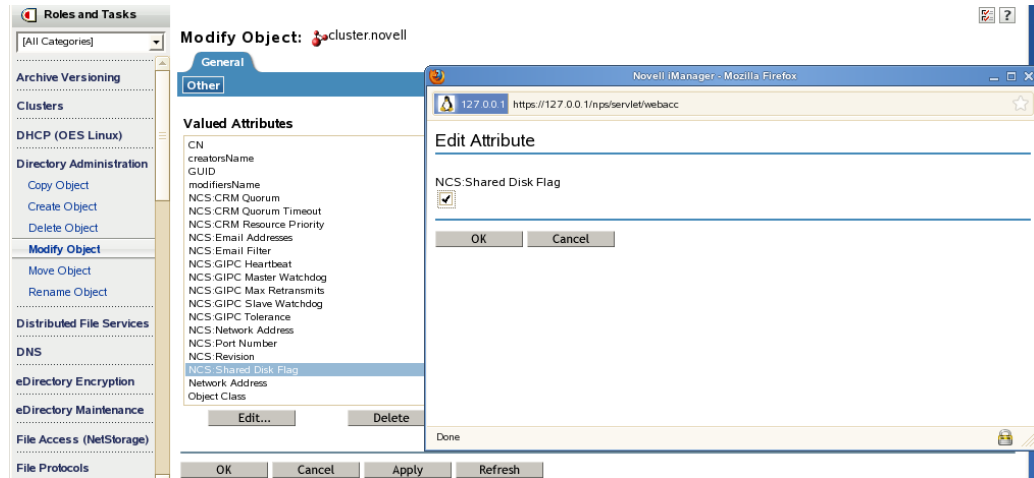 Roles and Tasks
[All Categories]
Archive Versioning
Clusters
DHCP (OES Linux)
Directory Administration
Copy Object
Create Object
Delete Object
Modify Object
Move Object
Rename Object
Distributed File Services
DNS
eDirectory Encryption
eDirectory Maintenance
File Access (NetStorage)
File Protocols
?
Modify Object: cluster.novell
General
Other
Valued Attributes
CN
creatorsName
GUID
modifiersName
NCS:CRM Quorum
NCS:CRM Quorum Timeout
NCS:CRM Resource Priority
NCS:Email Addresses
NCS:Email Filter
NCS:GIPC Heartbeat
NCS:GIPC Master Watchdog
NCS:GIPC Max Retransmits
NCS:GIPC Slave Watchdog
NCS:GIPC Tolerance
NCS:Network Address
NCS:Port Number
NCS:Revision
NCS:Shared Disk Flag
Network Address
Object Class
Edit... Delete
OK Cancel Apply Refresh
Novell iManager - Mozilla Firefox
127.0.0.1 https://127.0.0.1/nps/servlet/webacc
Edit Attribute
NCS:Shared Disk Flag
OK Cancel
Done